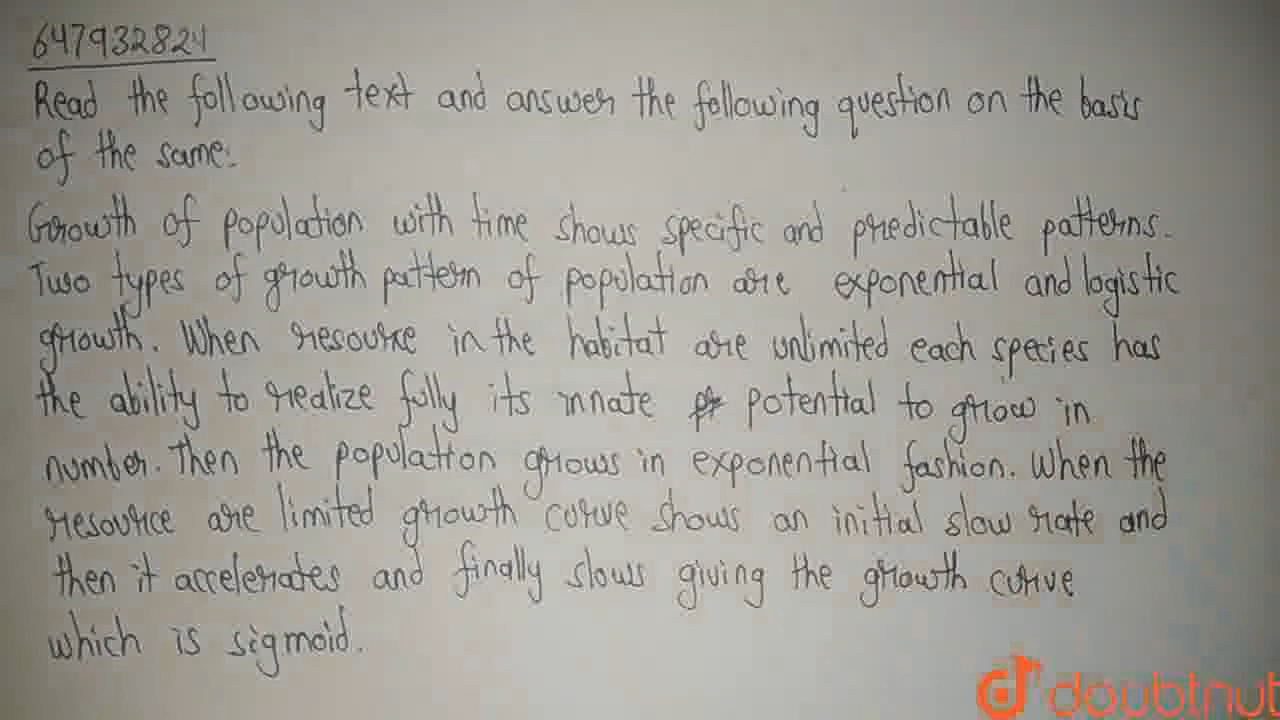 647932824
Read the following text and answer the following question on the basis
of the same:
Growth of population with time shows specific and predictable patterns.
Two types of growth pattern of population are exponential and logistic
growth. When resource in the habitat are unlimited each species has
the ability to realize fully its innate potential to grow in
number. Then the population grows in exponential fashion. When the
resource are limited growth curve shows an initial slow rate and
then it accelerates and finally slows giving the growth curve
which is sigmoid.
doubtnut